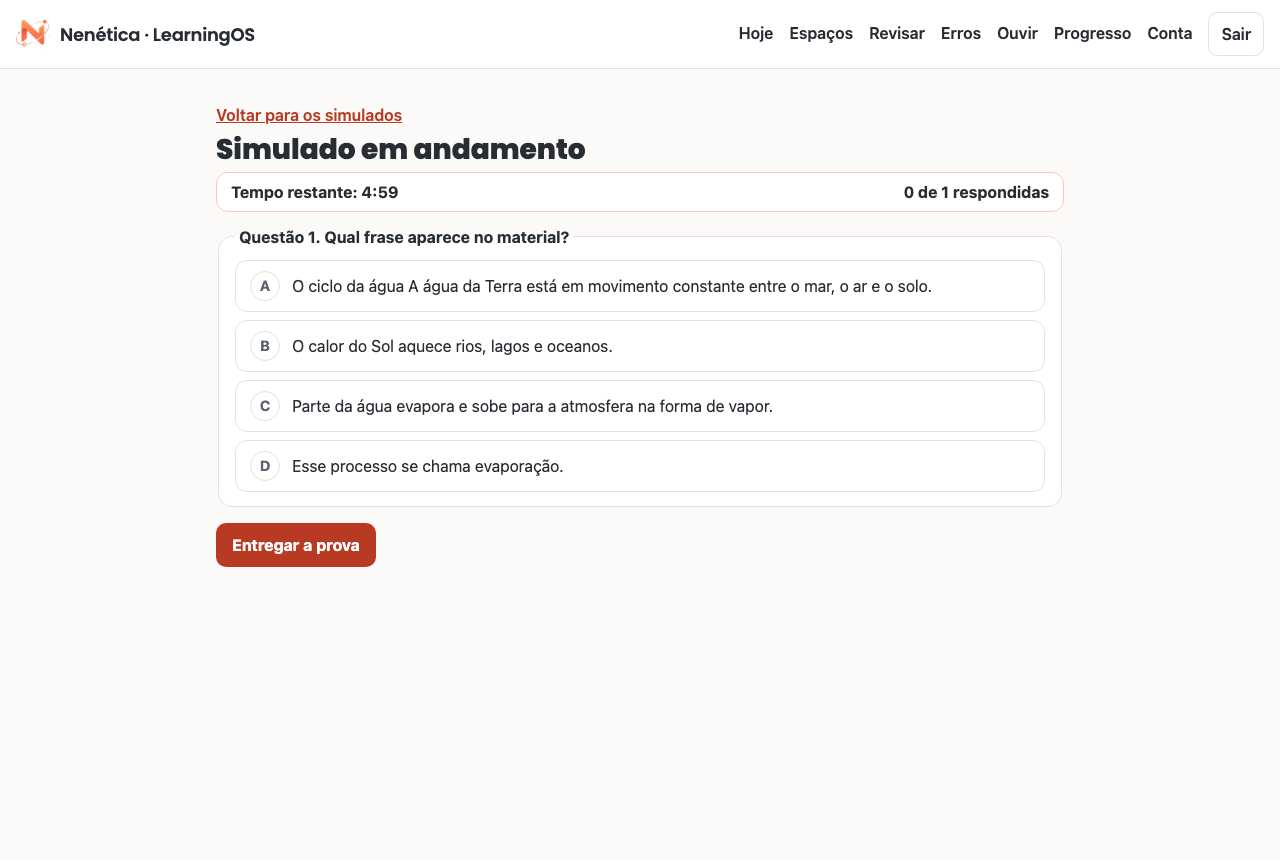 Nenética · LearningOS
Hoje Espaços Revisar Erros Ouvir Progresso Conta Sair
Voltar para os simulados
Simulado em andamento
Tempo restante: 4:59 0 de 1 respondidas
Questão 1. Qual frase aparece no material?
A O ciclo da água A água da Terra está em movimento constante entre o mar, o ar e o solo.
B O calor do Sol aquece rios, lagos e oceanos.
C Parte da água evapora e sobe para a atmosfera na forma de vapor.
D Esse processo se chama evaporação.
Entregar a prova